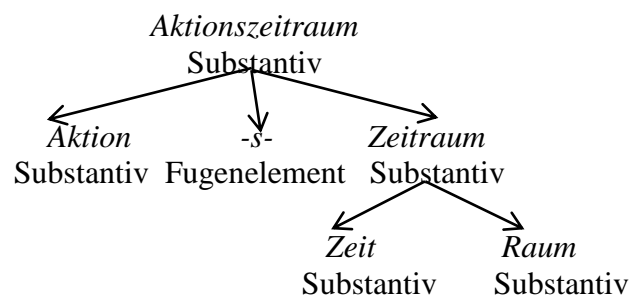 Aktionszeitraum
Substantiv
Aktion -s- Zeitraum
Substantiv Fugenelement Substantiv
Zeit Raum
Substantiv Substantiv